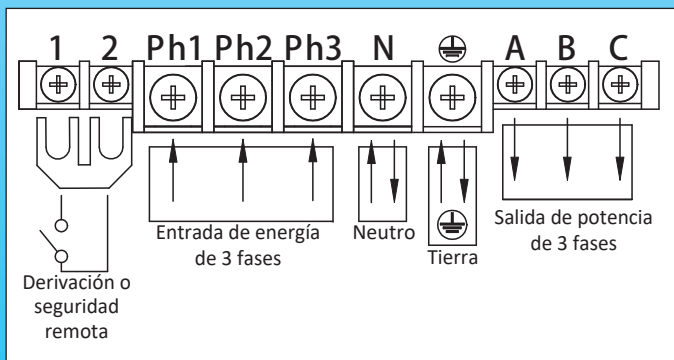 1 2 Ph1 Ph2 Ph3 N A B C
Entrada de energía
de 3 fases
Neutro
Tierra
Salida de potencia
de 3 fases
Derivación o
seguridad
remota